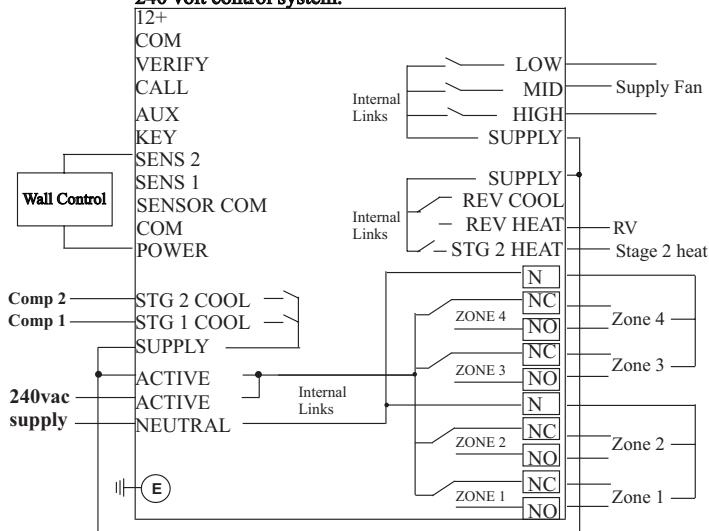 240 volt control system.
12+
COM
VERIFY
CALL
AUX
KEY
SENS 2
SENS 1
SENSOR COM
COM
POWER
Wall Control
Comp 2
Comp 1
STG 2 COOL
STG 1 COOL
SUPPLY
ACTIVE
ACTIVE
NEUTRAL
240vac
supply
E
Internal
Links
LOW
MID
HIGH
SUPPLY
Supply Fan
Internal
Links
SUPPLY
REV COOL
REV HEAT
STG 2 HEAT
RV
Stage 2 heat
Internal
Links
N
NC
ZONE 4
NO
Zone 4
NC
ZONE 3
NO
Zone 3
N
NC
ZONE 2
NO
Zone 2
NC
ZONE 1
NO
Zone 1